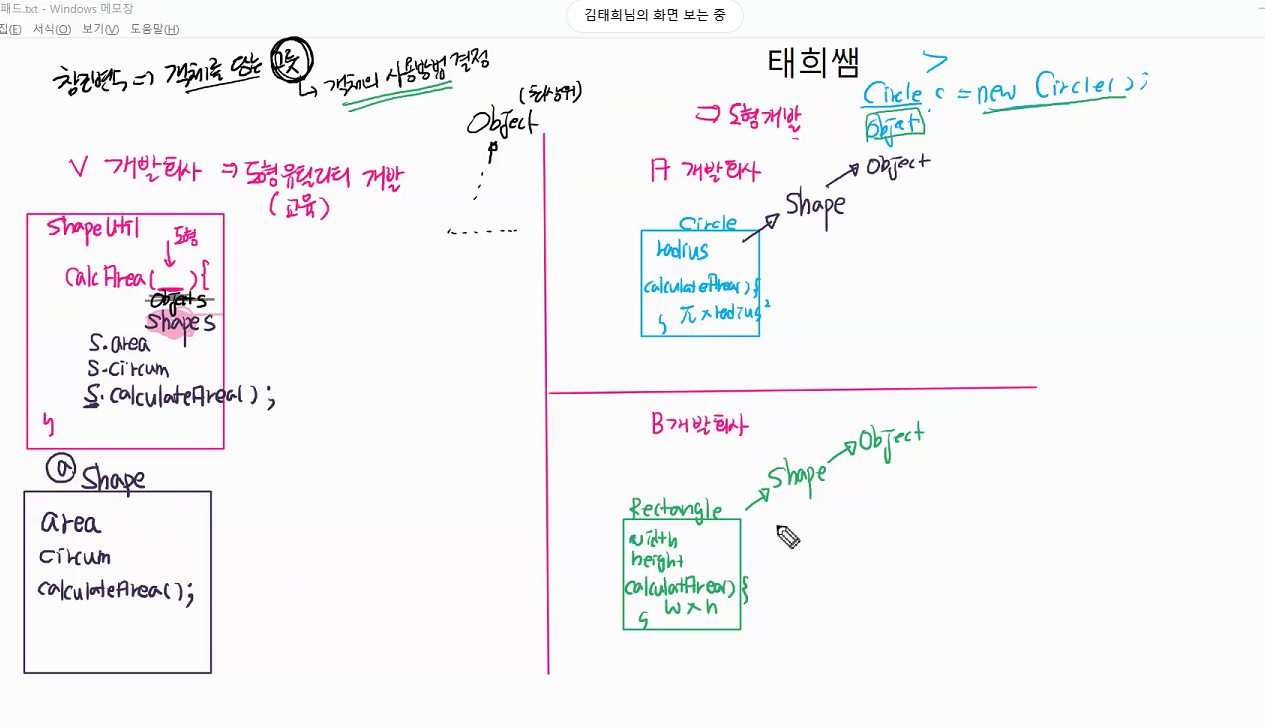 패드.txt - Windows 메모장
김태희님의 화면 보는 중
집(E) 서식(O) 보기(V) 도움말(H)
참조변수 => 객체를 담는 그릇
↳ 객체의 사용방법 결정
(최상위)
Object
V 개발회사 => 도형유틸리티 개발
(교육)
ShapeUtil
도형
CalcArea( ){
Object s
Shape s
S.area
S.circum
S.calculateArea();
}
ⓐ Shape
area
circum
calculateArea();
태희쌤
>
Circle c = new Circle();
Object
=> 도형개발
A 개발회사
Object
Shape
Circle
radius
calculateArea(){
π × radius²
}
B개발회사
Object
Shape
Rectangle
width
height
calculatArea(){
w × h
}